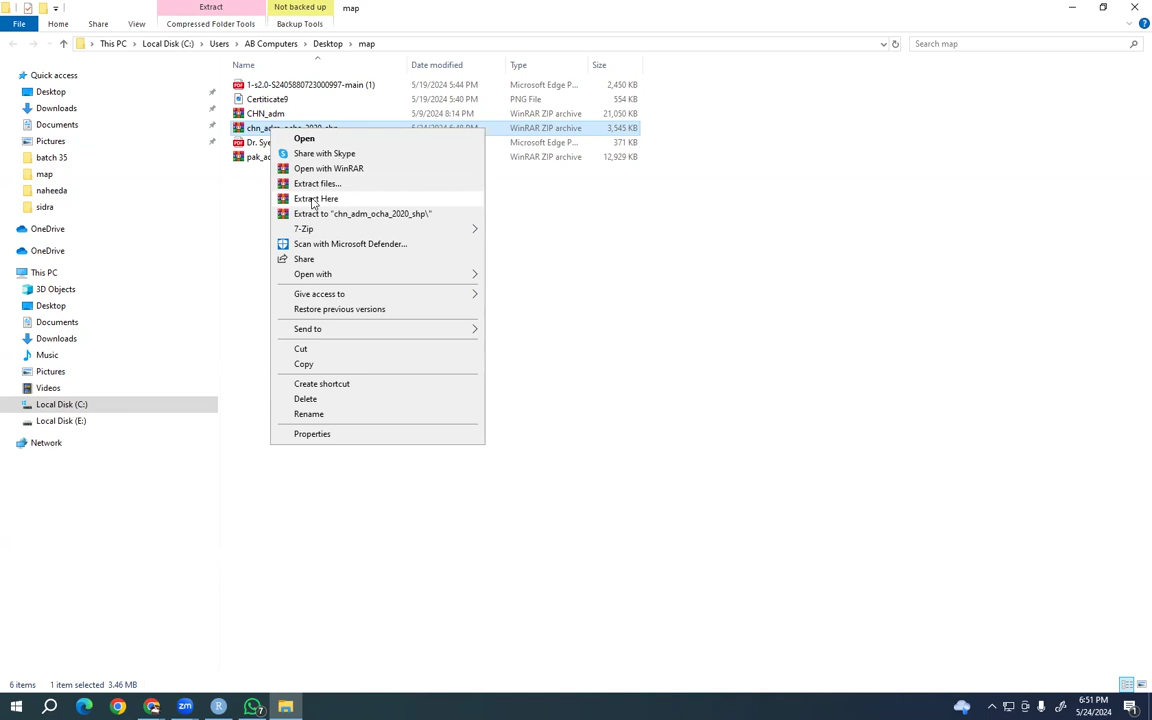 Extract
Not backed up
map
File
Home
Share
View
Compressed Folder Tools
Backup Tools
This PC
Local Disk (C:)
Users
AB Computers
Desktop
map
Search map
Name
Date modified
Type
Size
Quick access
Desktop
Downloads
Documents
Pictures
batch 35
map
naheeda
sidra
OneDrive
OneDrive
This PC
3D Objects
Desktop
Documents
Downloads
Music
Pictures
Videos
Local Disk (C:)
Local Disk (E:)
Network
1-s2.0-S2405880723000997-main (1) 5/19/2024 5:44 PM Microsoft Edge P... 2,450 KB
Certiticate9 5/19/2024 5:40 PM PNG File 554 KB
CHN_adm 5/9/2024 8:14 PM WinRAR ZIP archive 21,050 KB
WinRAR ZIP archive 3,545 KB
Dr. Sye Microsoft Edge P... 371 KB
pak_ad WinRAR ZIP archive 12,929 KB
Open
Share with Skype
Open with WinRAR
Extract files...
Extract Here
Extract to "chn_adm_ocha_2020_shp\"
7-Zip
Scan with Microsoft Defender...
Share
Open with
Give access to
Restore previous versions
Send to
Cut
Copy
Create shortcut
Delete
Rename
Properties
6 items
1 item selected 3.46 MB
6:51 PM
5/24/2024